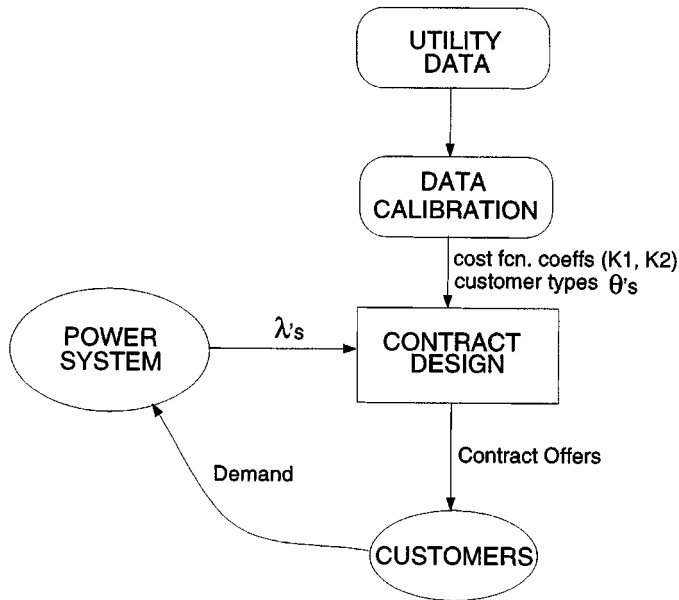 UTILITY
DATA
DATA
CALIBRATION
cost fcn. coeffs (K1, K2)
customer types θ's
POWER
SYSTEM
λ's
CONTRACT
DESIGN
Contract Offers
Demand
CUSTOMERS